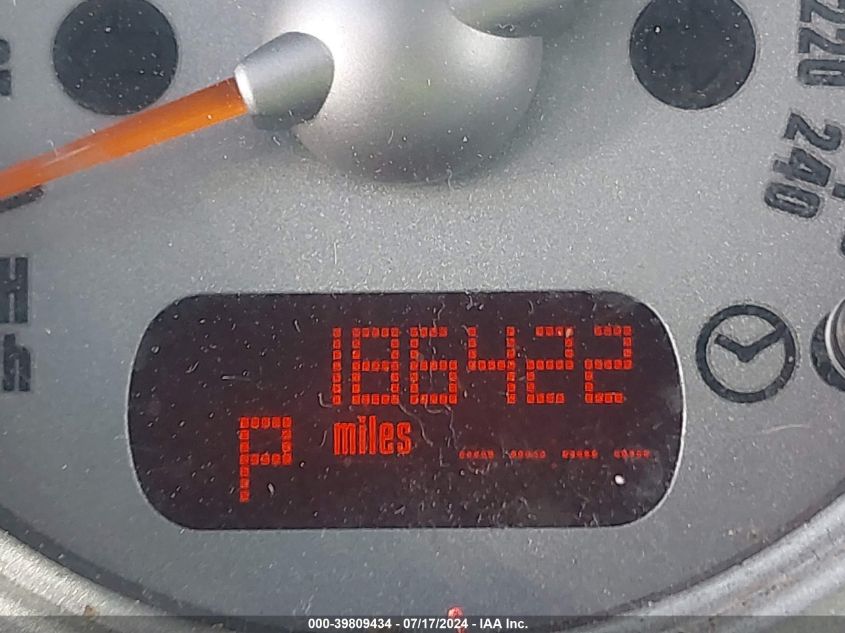 220
240
H
h
186422
P miles ---- ---- ---- ----
000-39809434 - 07/17/2024 - IAA Inc.